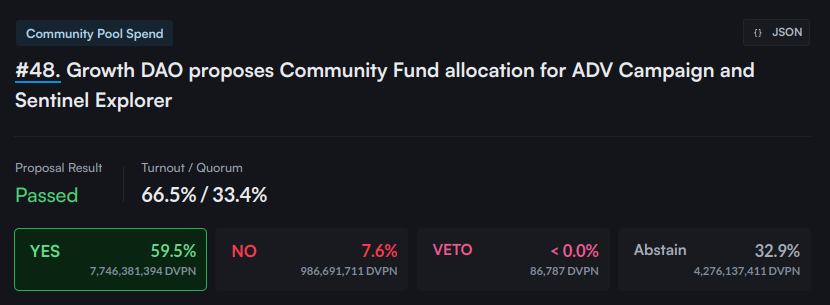 Community Pool Spend
{} JSON
#48. Growth DAO proposes Community Fund allocation for ADV Campaign and
Sentinel Explorer
Proposal Result
Turnout / Quorum
Passed
66.5% / 33.4%
YES 59.5%
7,746,381,394 DVPN
NO 7.6%
986,691,711 DVPN
VETO < 0.0%
86,787 DVPN
Abstain 32.9%
4,276,137,411 DVPN